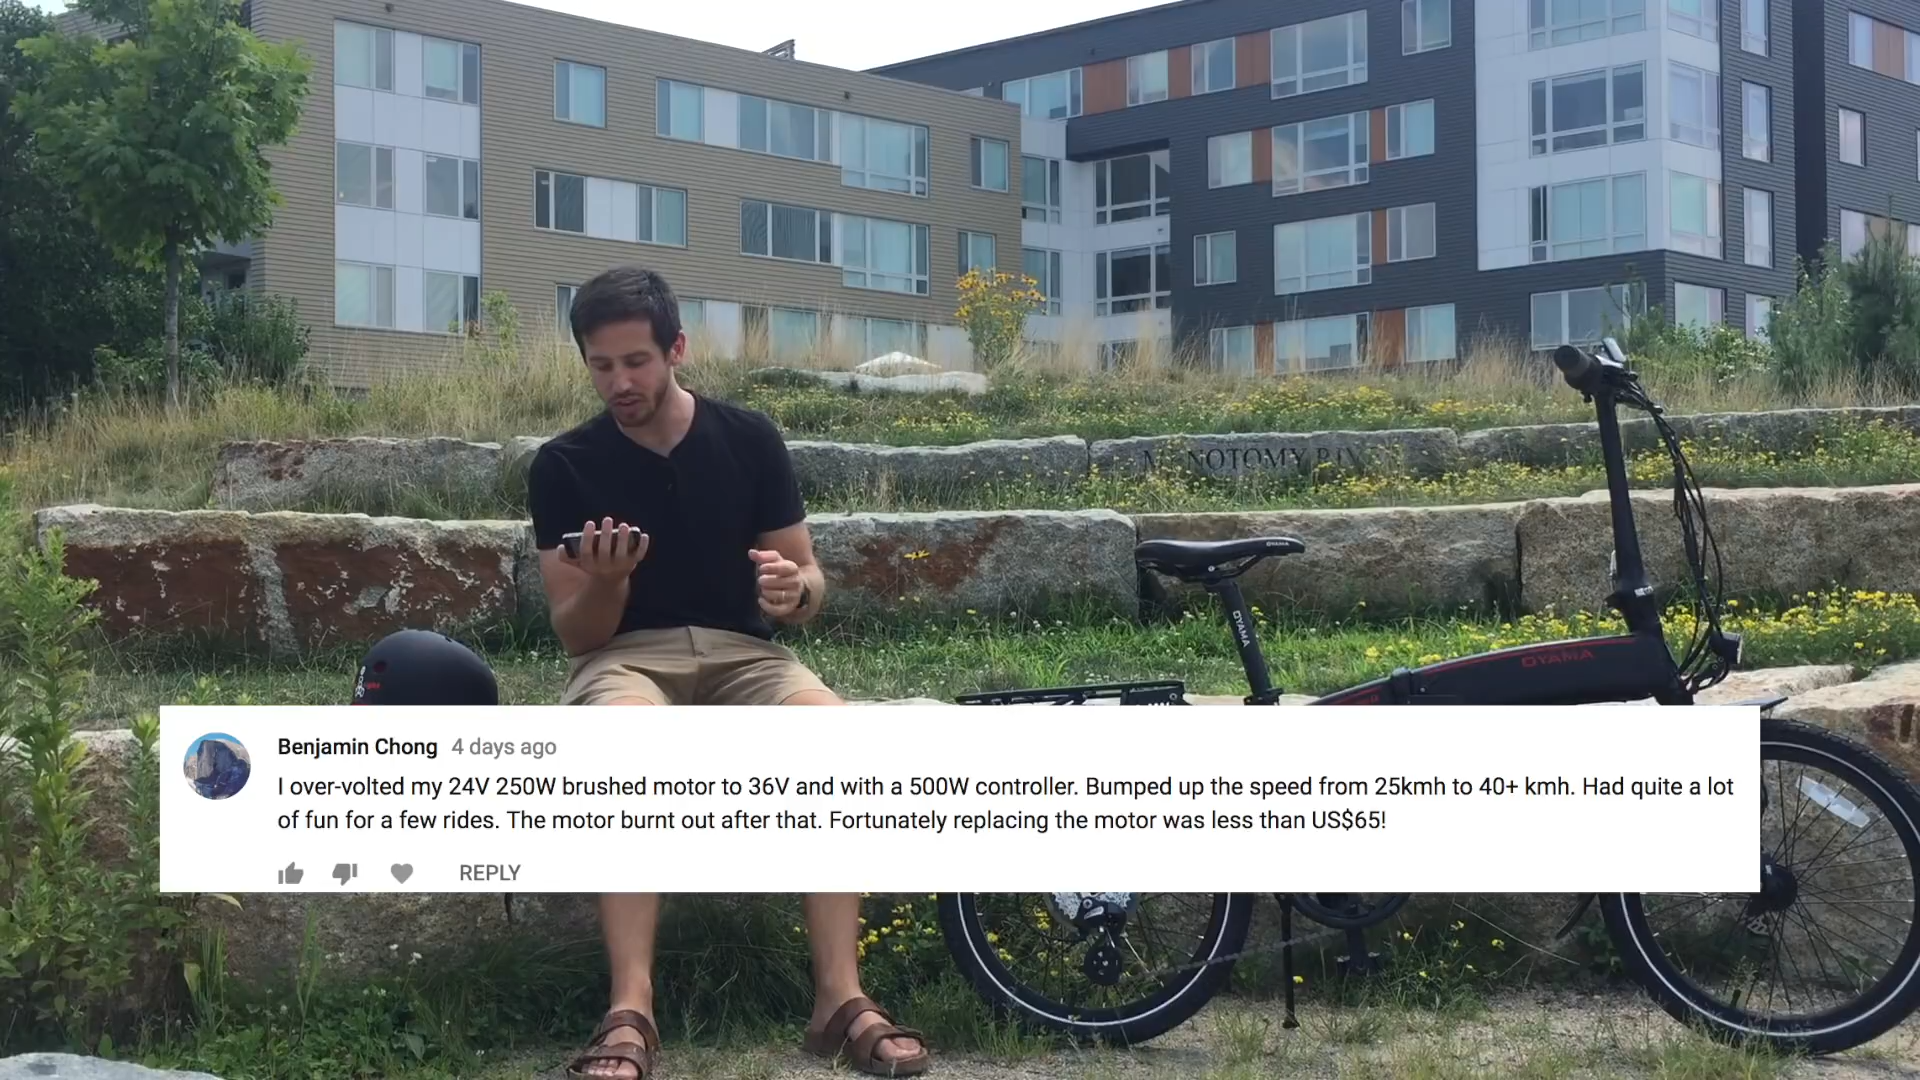 OYAMA
OYAMA
OYAMA
Benjamin Chong 4 days ago
I over-volted my 24V 250W brushed motor to 36V and with a 500W controller. Bumped up the speed from 25kmh to 40+ kmh. Had quite a lot
of fun for a few rides. The motor burnt out after that. Fortunately replacing the motor was less than US$65!
REPLY